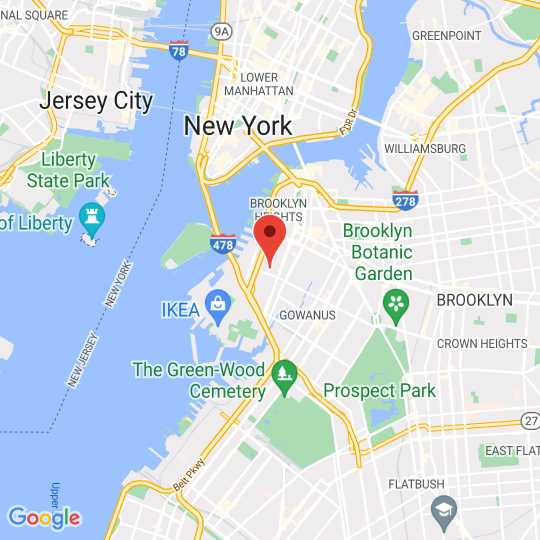 NAL SQUARE
78
9A
GREENPOINT
LOWER
MANHATTAN
Jersey City
New York
FDR Dr
WILLIAMSBURG
Liberty
State Park
278
BROOKLYN
HEIGHTS
of Liberty
478
Brooklyn
Botanic
Garden
NEW YORK
NEW JERSEY
IKEA
GOWANUS
BROOKLYN
CROWN HEIGHTS
The Green-Wood
Cemetery
Prospect Park
27
EAST FLAT
Belt Pkwy
FLATBUSH
Upper
Google